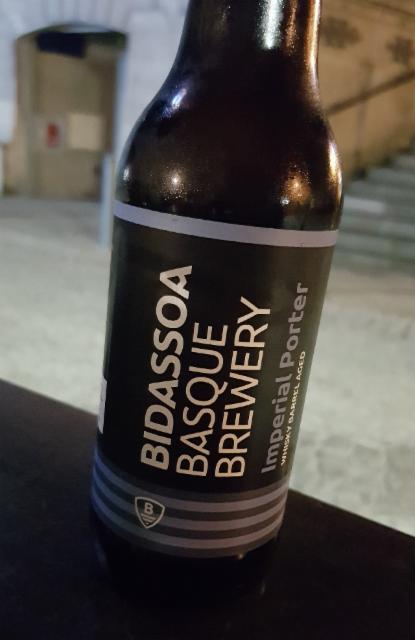 BIDASSOA
BASQUE
BREWERY
Imperial Porter
WHISKY BARREL AGED
B